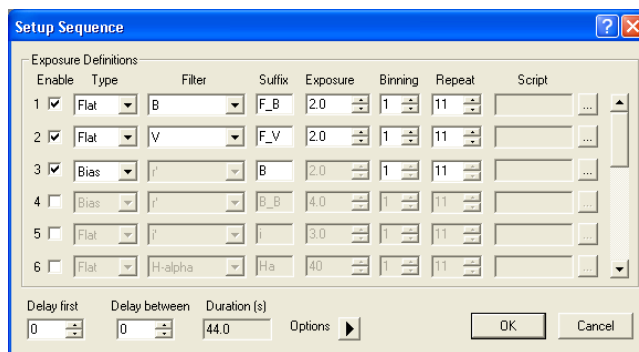 Setup Sequence
Exposure Definitions
Enable Type Filter Suffix Exposure Binning Repeat Script
1 Flat B F_B 2.0 1 11 ...
2 Flat V F_V 2.0 1 11 ...
3 Bias r' B 2.0 1 11 ...
4 Bias r' B_B 4.0 1 11 ...
5 Flat i' i 3.0 1 11 ...
6 Flat H-alpha Ha 40 1 11 ...
Delay first Delay between Duration (s)
0 0 44.0 Options OK Cancel